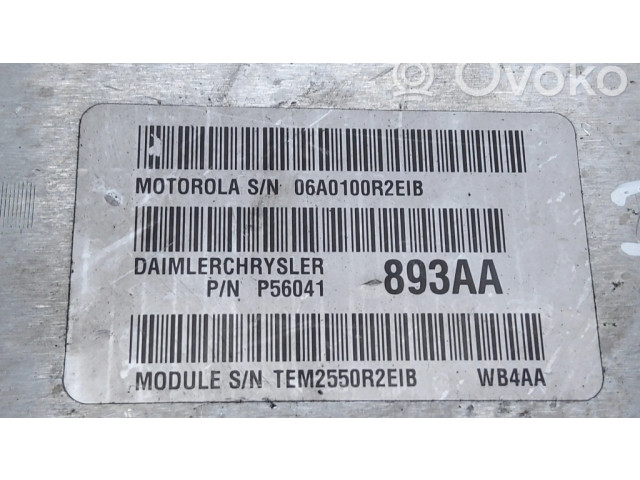 Ovoko
MOTOROLA S/N 06A0100R2EIB
DAIMLERCHRYSLER
P/N P56041 893AA
MODULE S/N TEM2550R2EIB WB4AA